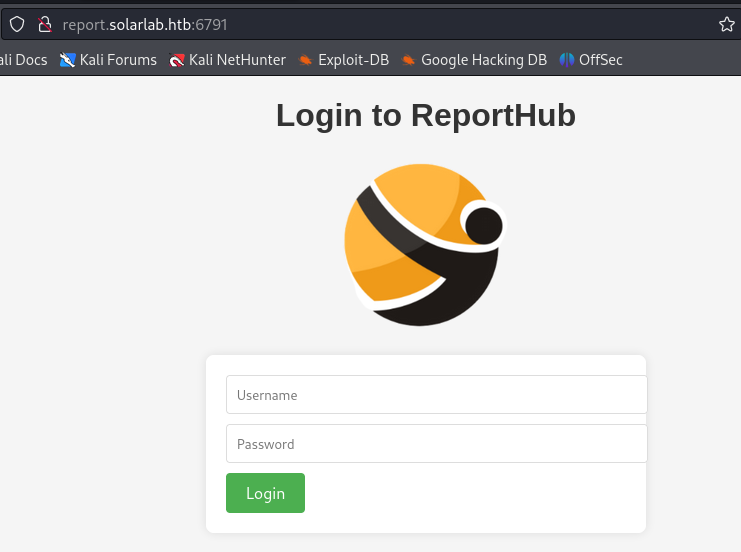 report.solarlab.htb:6791
ali Docs Kali Forums Kali NetHunter Exploit-DB Google Hacking DB OffSec
Login to ReportHub
Username
Password
Login